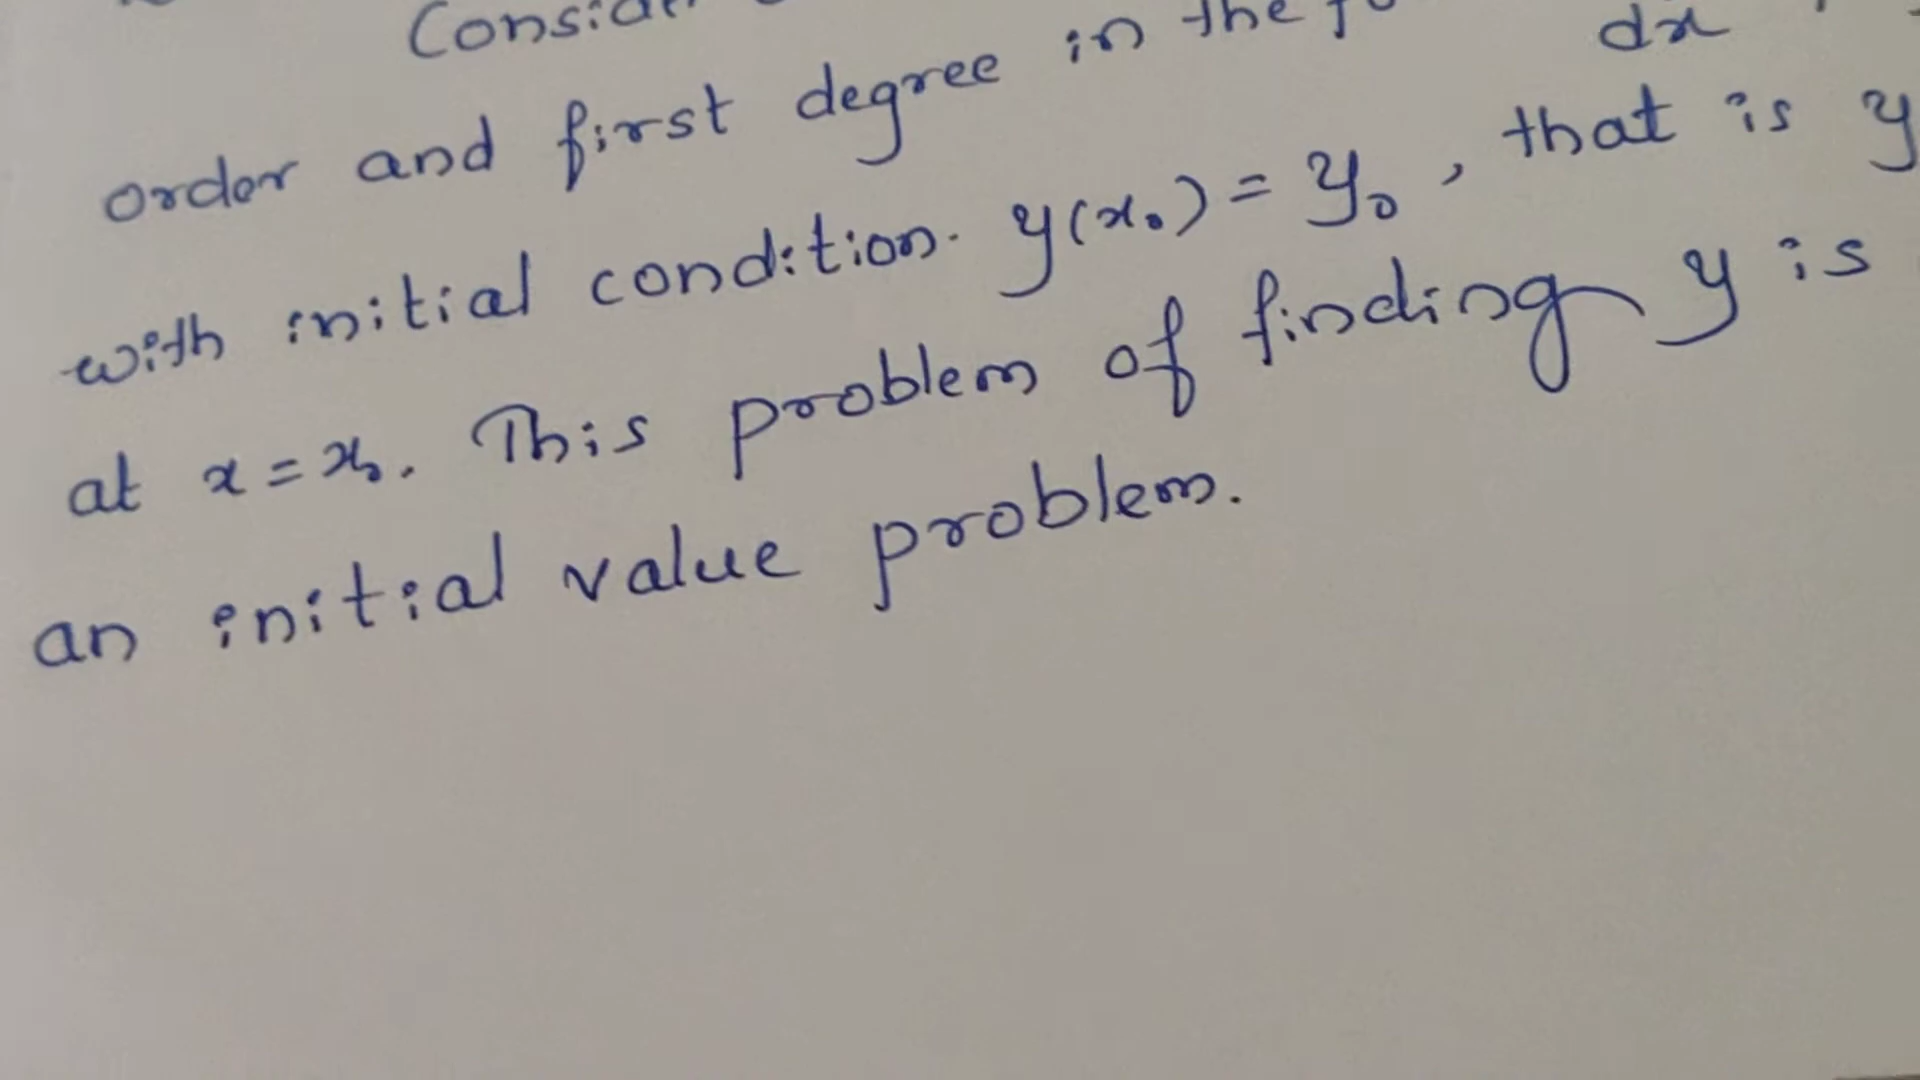 order and first degree in the dx
with initial condition. y(x₀) = y₀, that is y
at x = x₀. This problem of finding y is
an initial value problem.